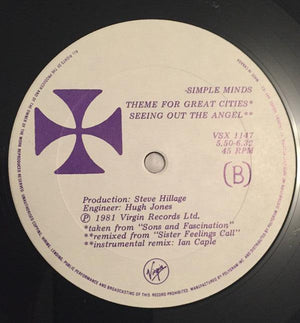 SIMPLE MINDS
THEME FOR GREAT CITIES*
SEEING OUT THE ANGEL**
VSX 1147
5.50-6.32
45 RPM
(B)
Production: Steve Hillage
Engineer: Hugh Jones
Ⓟ 1981 Virgin Records Ltd.
*taken from "Sons and Fascination"
**remixed from "Sister Feelings Call"
**instrumental remix: Ian Caple
Virgin